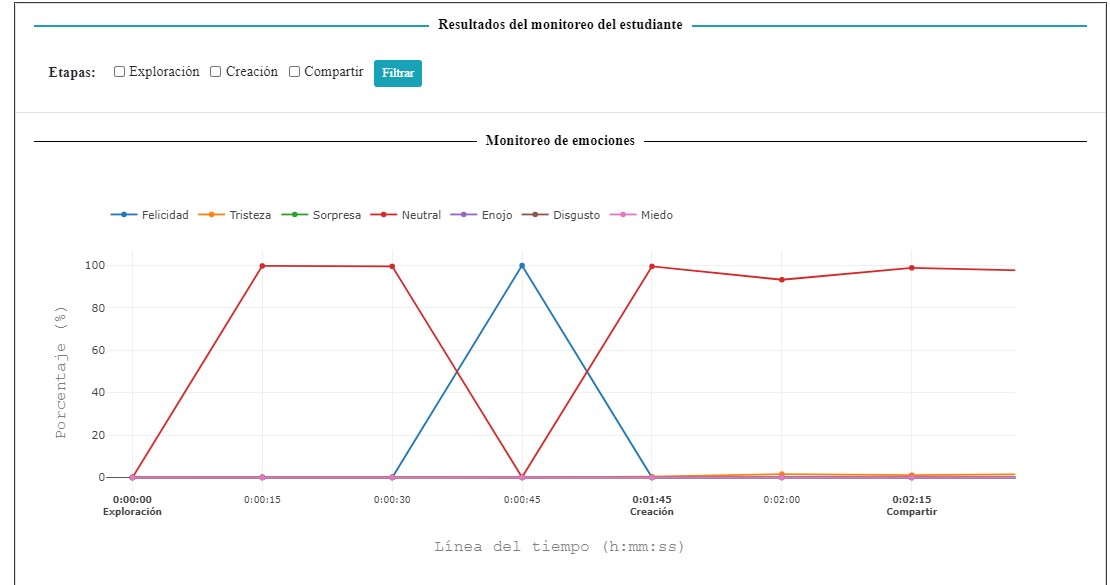 Resultados del monitoreo del estudiante
Etapas: Exploración Creación Compartir Filtrar
Monitoreo de emociones
Felicidad Tristeza Sorpresa Neutral Enojo Disgusto Miedo
100
80
60
40
20
0
Porcentaje (%)
0:00:00 0:00:15 0:00:30 0:00:45 0:01:45 0:02:00 0:02:15
Exploración Creación Compartir
Línea del tiempo (h:mm:ss)